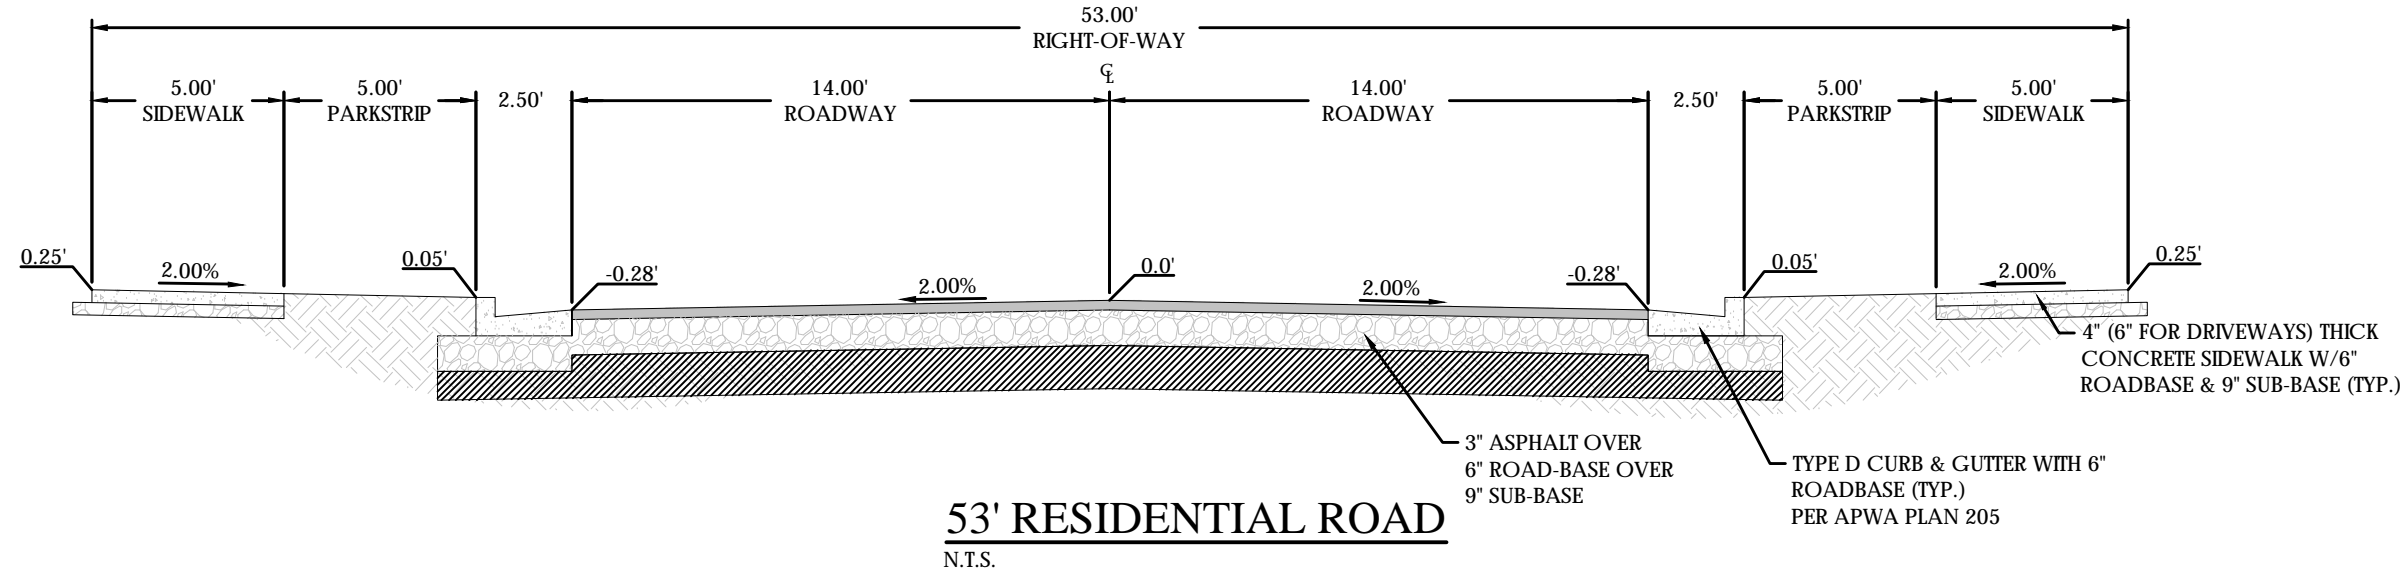 53.00'
RIGHT-OF-WAY
℄
5.00'
SIDEWALK
5.00'
PARKSTRIP
2.50'
14.00'
ROADWAY
14.00'
ROADWAY
2.50'
5.00'
PARKSTRIP
5.00'
SIDEWALK
0.25'
2.00%
0.05'
-0.28'
2.00%
0.0'
2.00%
-0.28'
0.05'
2.00%
0.25'
4" (6" FOR DRIVEWAYS) THICK
CONCRETE SIDEWALK W/6"
ROADBASE & 9" SUB-BASE (TYP.)
3" ASPHALT OVER
6" ROAD-BASE OVER
9" SUB-BASE
TYPE D CURB & GUTTER WITH 6"
ROADBASE (TYP.)
PER APWA PLAN 205
53' RESIDENTIAL ROAD
N.T.S.